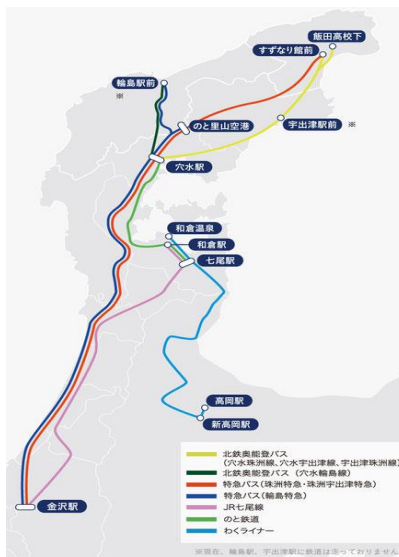 飯田高校下
すずなり館前
輪島駅前
※
のと里山空港
宇出津駅前 ※
穴水駅
和倉温泉
和倉駅
七尾駅
高岡駅
新高岡駅
金沢駅
北鉄奥能登バス
(穴水珠洲線、穴水宇出津線、宇出津珠洲線)
北鉄奥能登バス (穴水輪島線)
特急バス(珠洲特急・珠洲宇出津特急)
特急バス(輪島特急)
JR七尾線
のと鉄道
わくライナー
※現在、輪島駅、宇出津駅に鉄道は走っておりません